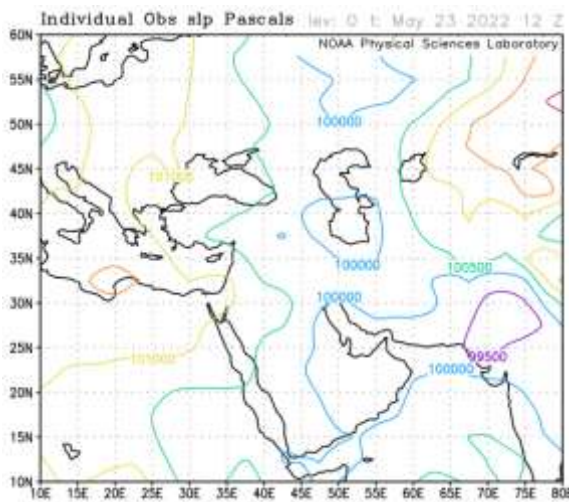 Individual Obs slp Pascals lev: 0 t: May 23 2022 12 Z
NOAA Physical Sciences Laboratory
60N
55N
50N
45N
40N
35N
30N
25N
20N
15N
10N
100000
101000
100000
100500
100000
99500
101000
100000
10E 15E 20E 25E 30E 35E 40E 45E 50E 55E 60E 65E 70E 75E 80E